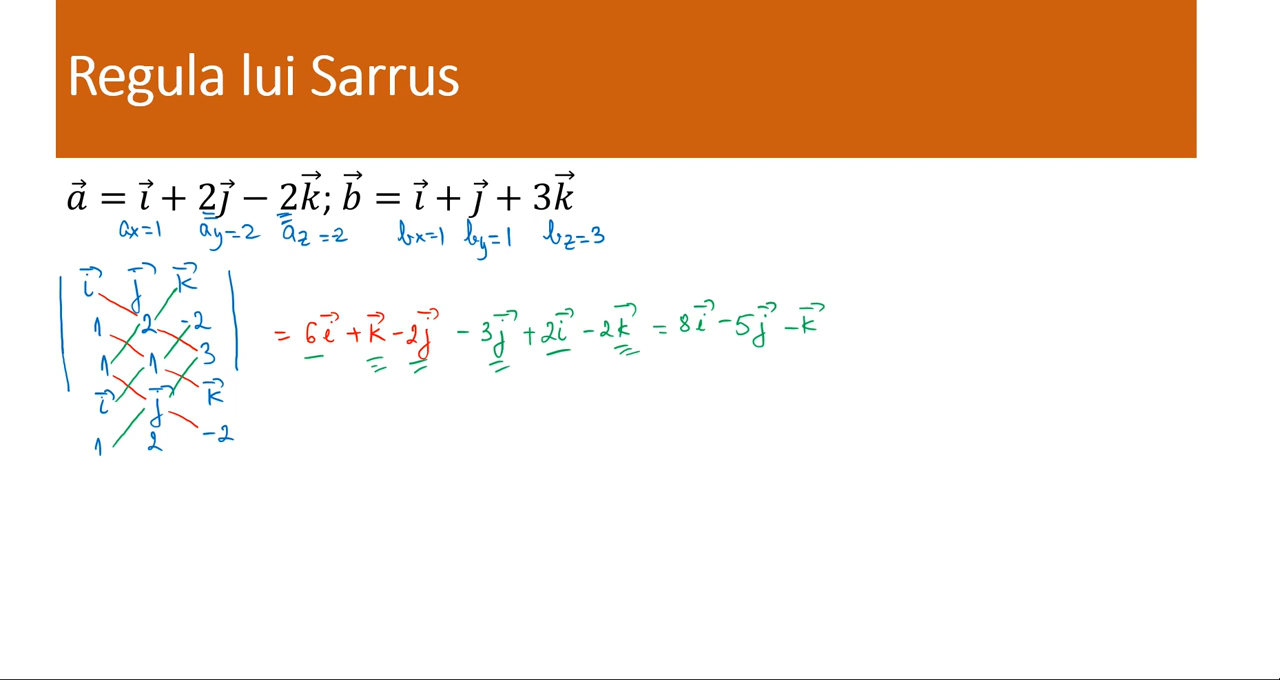 Regula lui Sarrus
a⃗ = i⃗ + 2j⃗ − 2k⃗; b⃗ = i⃗ + j⃗ + 3k⃗
ax=1 ay=2 az=2 bx=1 by=1 bz=3
i⃗ j⃗ k⃗
1 2 -2
= 6i⃗ + k⃗ - 2j⃗ - 3j⃗ + 2i⃗ - 2k⃗ = 8i⃗ - 5j⃗ - k⃗
1 1 3
i⃗ j⃗ k⃗
1 2 -2